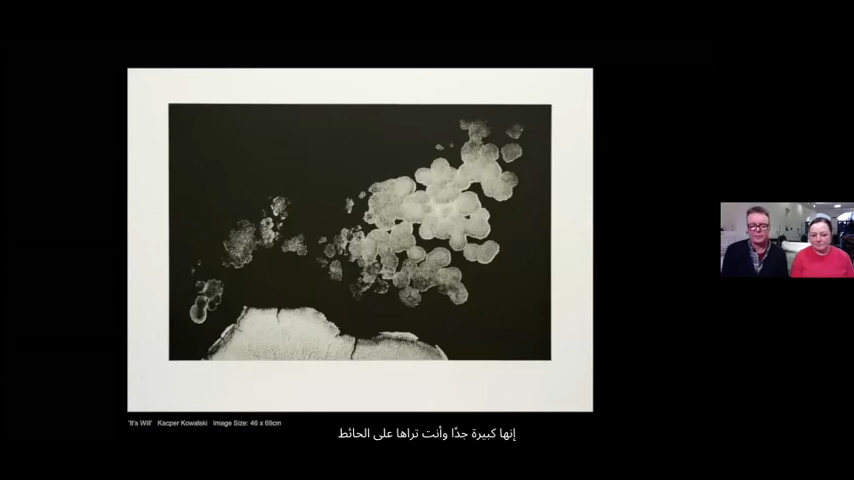 'It's Will' Kacper Kowalski Image Size: 46 x 69cm
إنها كبيرة جدًا وأنت تراها على الحائط